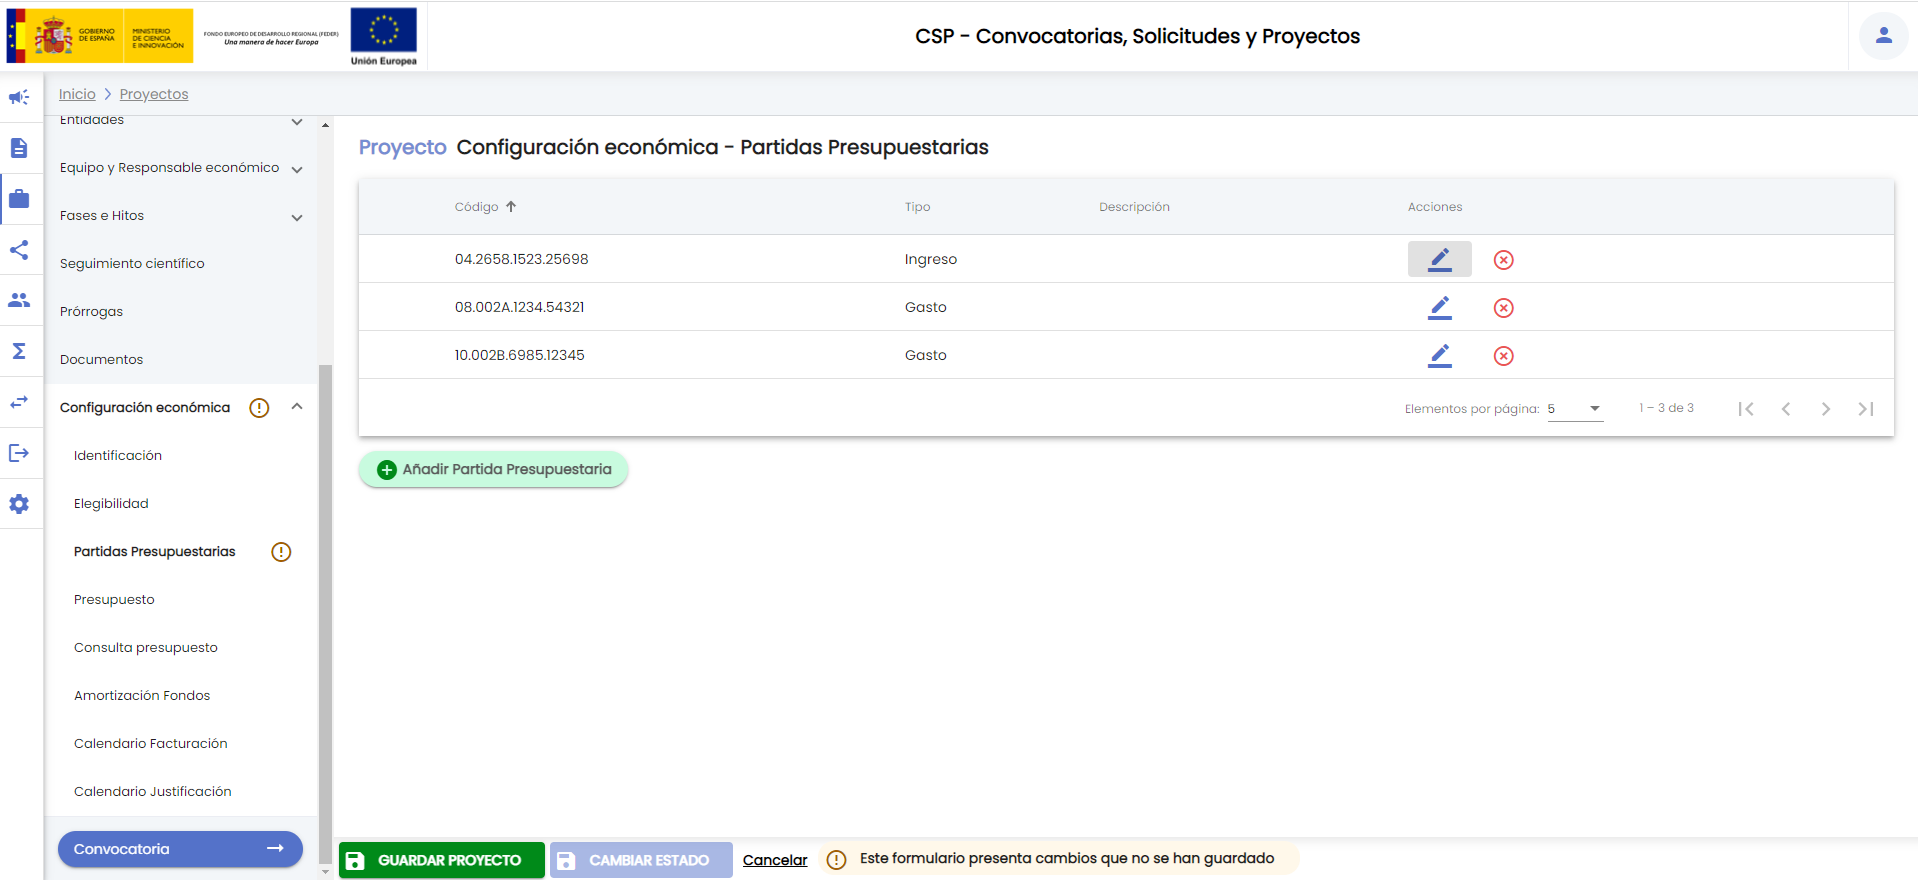 GOBIERNO
DE ESPAÑA
MINISTERIO
DE CIENCIA
E INNOVACIÓN
FONDO EUROPEO DE DESARROLLO REGIONAL (FEDER)
Una manera de hacer Europa
Unión Europea
CSP - Convocatorias, Solicitudes y Proyectos
Inicio > Proyectos
Entidades
Equipo y Responsable económico
Fases e Hitos
Seguimiento científico
Prórrogas
Documentos
Configuración económica
Identificación
Elegibilidad
Partidas Presupuestarias
Presupuesto
Consulta presupuesto
Amortización Fondos
Calendario Facturación
Calendario Justificación
Convocatoria
Proyecto Configuración económica - Partidas Presupuestarias
Código Tipo Descripción Acciones
04.2658.1523.25698 Ingreso
08.002A.1234.54321 Gasto
10.002B.6985.12345 Gasto
Elementos por página: 5 1 – 3 de 3
Añadir Partida Presupuestaria
GUARDAR PROYECTO CAMBIAR ESTADO Cancelar Este formulario presenta cambios que no se han guardado